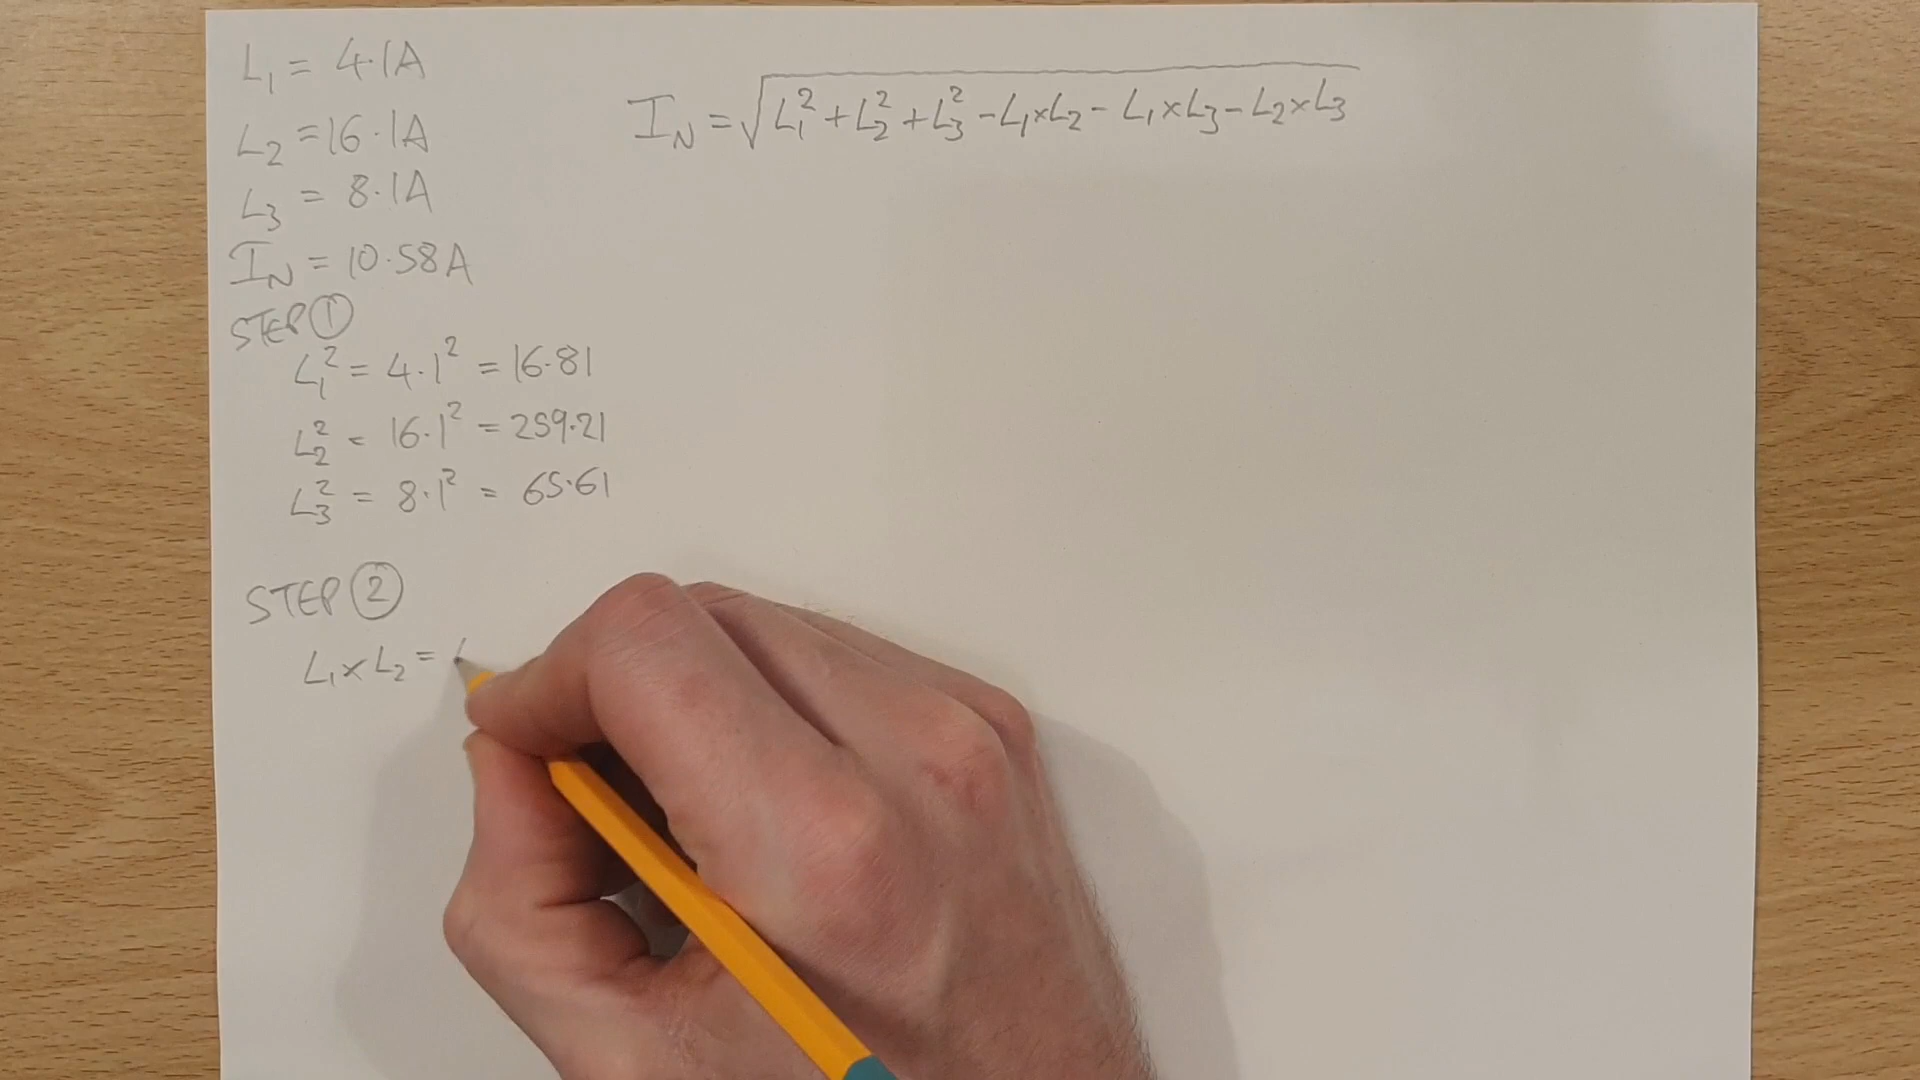 L₁ = 4.1A
L₂ = 16.1A
L₃ = 8.1A
I_N = 10.58A
I_N = √(L₁² + L₂² + L₃² - L₁×L₂ - L₁×L₃ - L₂×L₃)
STEP ①
L₁² = 4.1² = 16.81
L₂² = 16.1² = 259.21
L₃² = 8.1² = 65.61
STEP ②
L₁×L₂ =